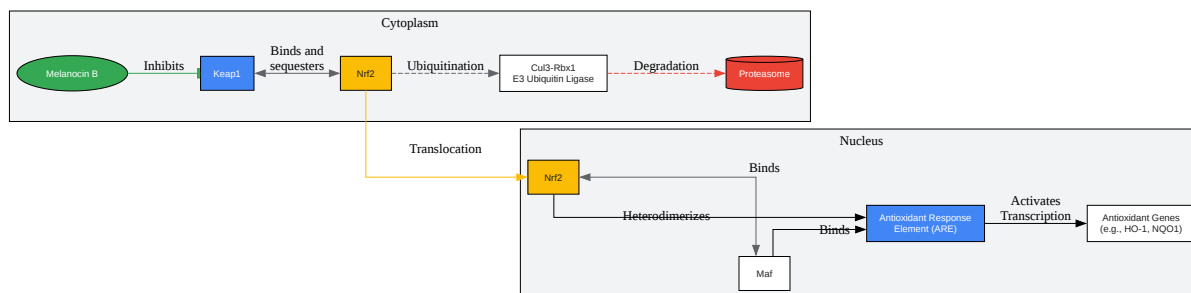 Cytoplasm
Melanocin B
Inhibits
Keap1
Binds and
sequesters
Nrf2
Ubiquitination
Cul3-Rbx1
E3 Ubiquitin Ligase
Degradation
Proteasome
Translocation
Nucleus
Nrf2
Binds
Heterodimerizes
Binds
Maf
Antioxidant Response
Element (ARE)
Activates
Transcription
Antioxidant Genes
(e.g., HO-1, NQO1)